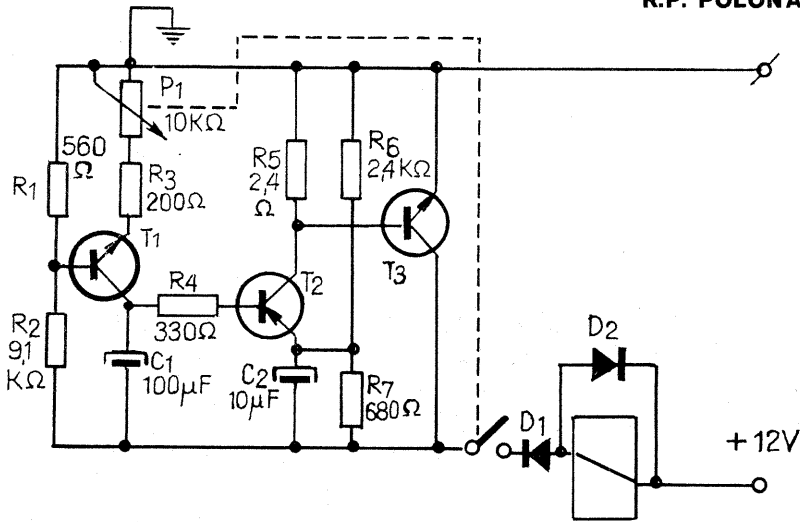 R.P. POLONA
P1
10KΩ
560
Ω
R1
R3
200Ω
R5
2,4
Ω
R6
2,4KΩ
T1
T2
T3
R4
330Ω
R2
9,1
KΩ
C1
100µF
C2
10µF
R7
680Ω
D2
D1
+12V